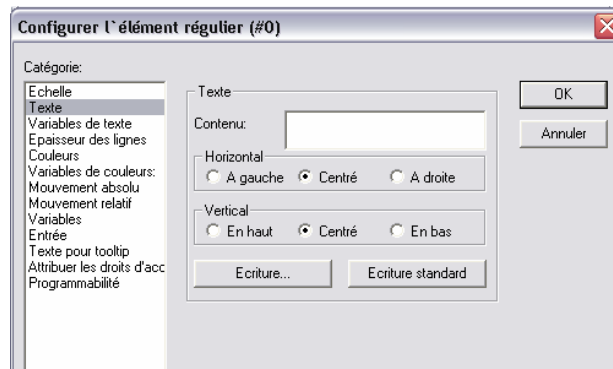 Configurer l`élément régulier (#0)
Catégorie:
Echelle
Texte
Variables de texte
Epaisseur des lignes
Couleurs
Variables de couleurs:
Mouvement absolu
Mouvement relatif
Variables
Entrée
Texte pour tooltip
Attribuer les droits d'acc
Programmabilité
Texte
Contenu:
Horizontal
A gauche Centré A droite
Vertical
En haut Centré En bas
Ecriture... Ecriture standard
OK
Annuler